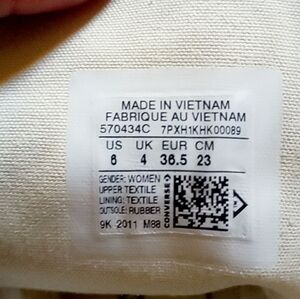 MADE IN VIETNAM
FABRIQUE AU VIETNAM
570434C 7PXH1KHK00089
US UK EUR CM
6 4 36.5 23
GENDER: WOMEN
UPPER: TEXTILE
LINING: TEXTILE
OUTSOLE: RUBBER
9K 2011 M88
CONVERSE